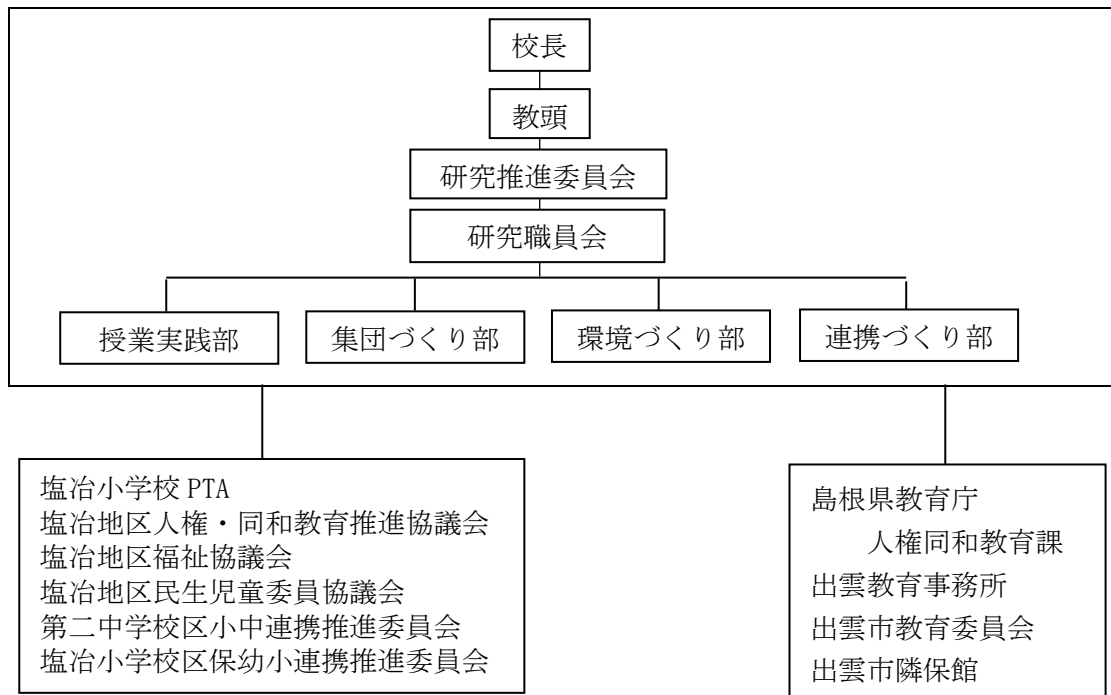 校長
教頭
研究推進委員会
研究職員会
授業実践部
集団づくり部
環境づくり部
連携づくり部
塩冶小学校 PTA
塩冶地区人権・同和教育推進協議会
塩冶地区福祉協議会
塩冶地区民生児童委員協議会
第二中学校区小中連携推進委員会
塩冶小学校区保幼小連携推進委員会
島根県教育庁
人権同和教育課
出雲教育事務所
出雲市教育委員会
出雲市隣保館